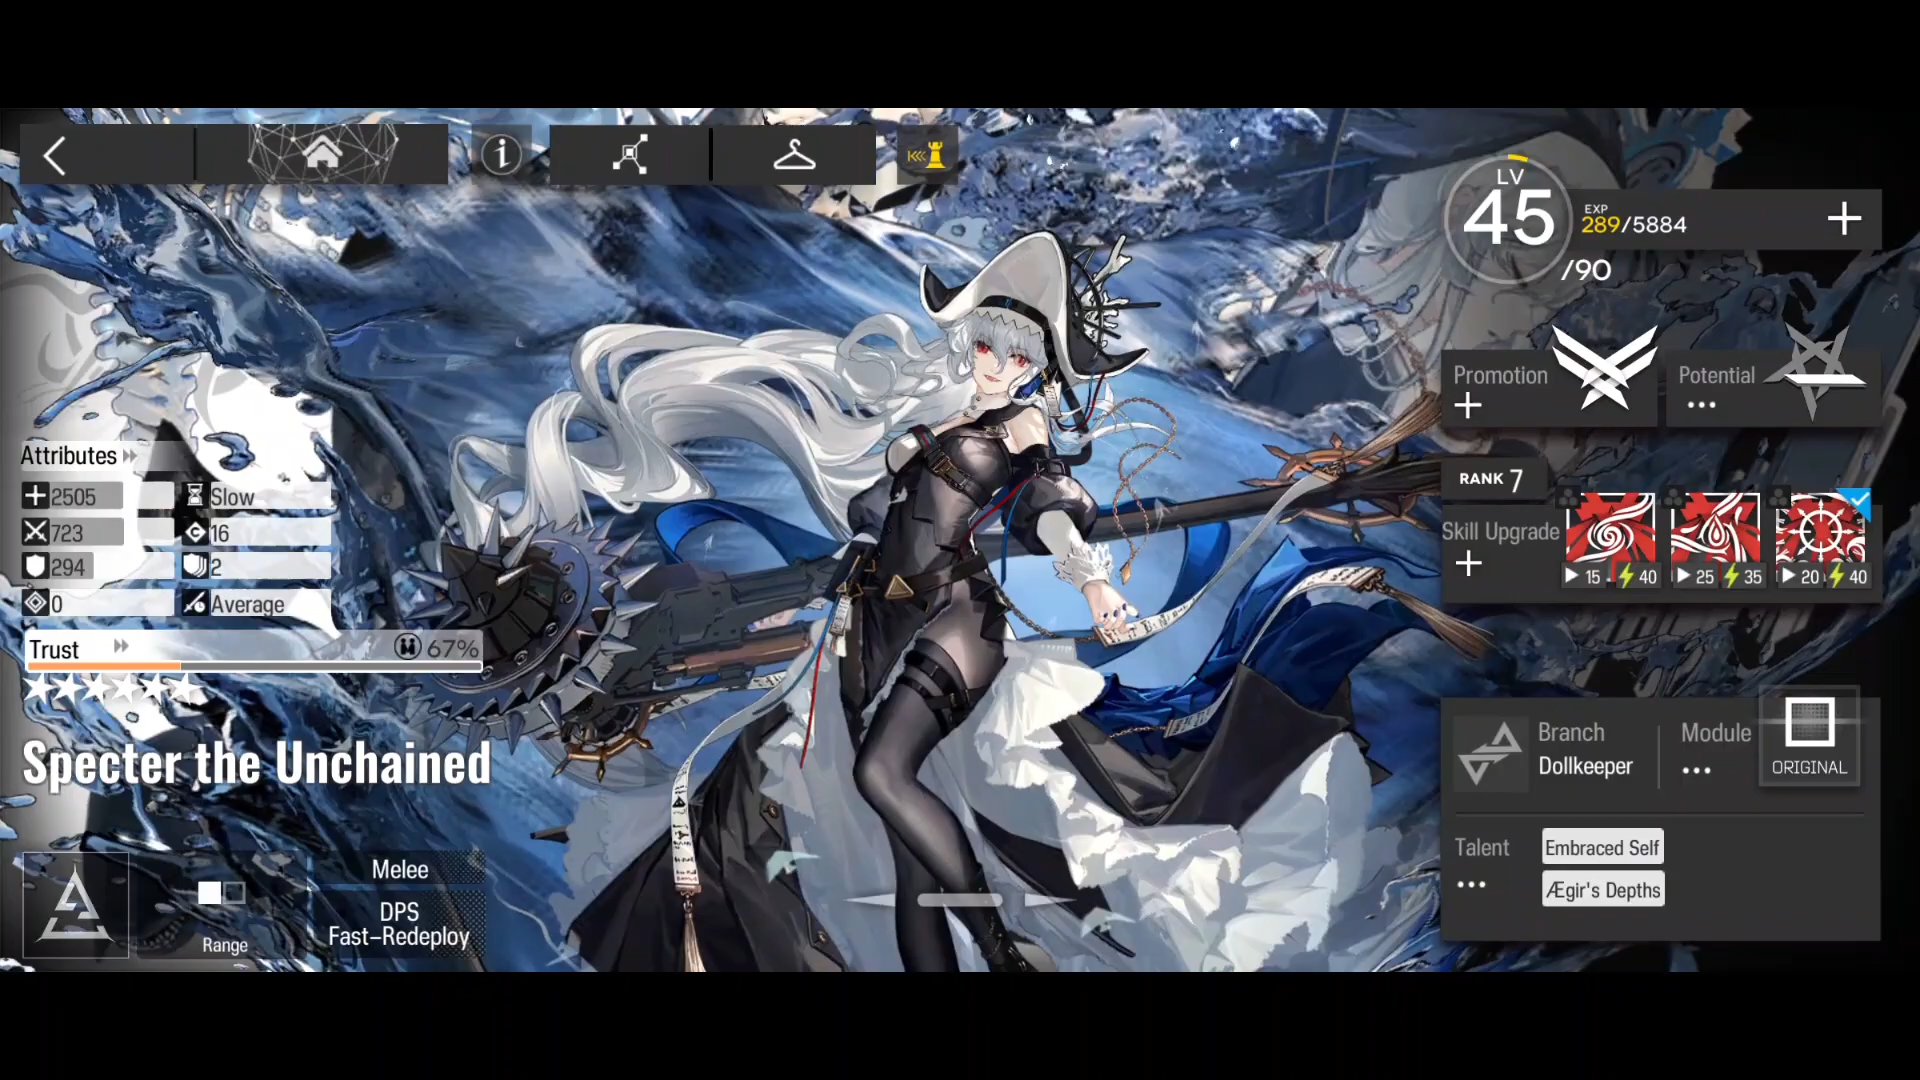 LV
45
/90
EXP
289/5884
Promotion
Potential
RANK 7
Skill Upgrade
15
40
25
35
20
40
Attributes
2505
Slow
723
16
294
2
0
Average
Trust
67%
Specter the Unchained
Range
Melee
DPS
Fast-Redeploy
Branch
Dollkeeper
Module
ORIGINAL
Talent
Embraced Self
Ægir's Depths